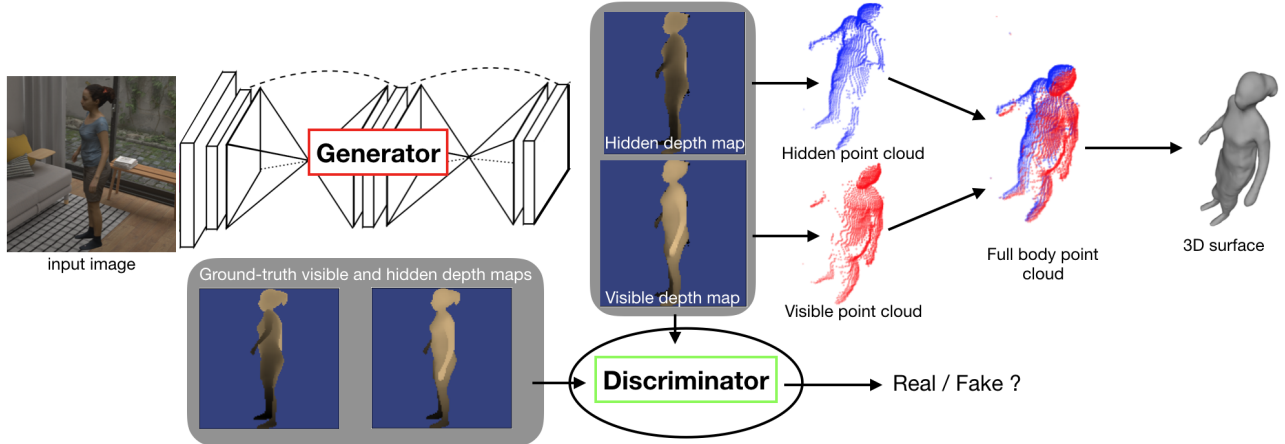 input image
Generator
Hidden depth map
Visible depth map
Hidden point cloud
Visible point cloud
Full body point
cloud
3D surface
Ground-truth visible and hidden depth maps
Discriminator
Real / Fake ?